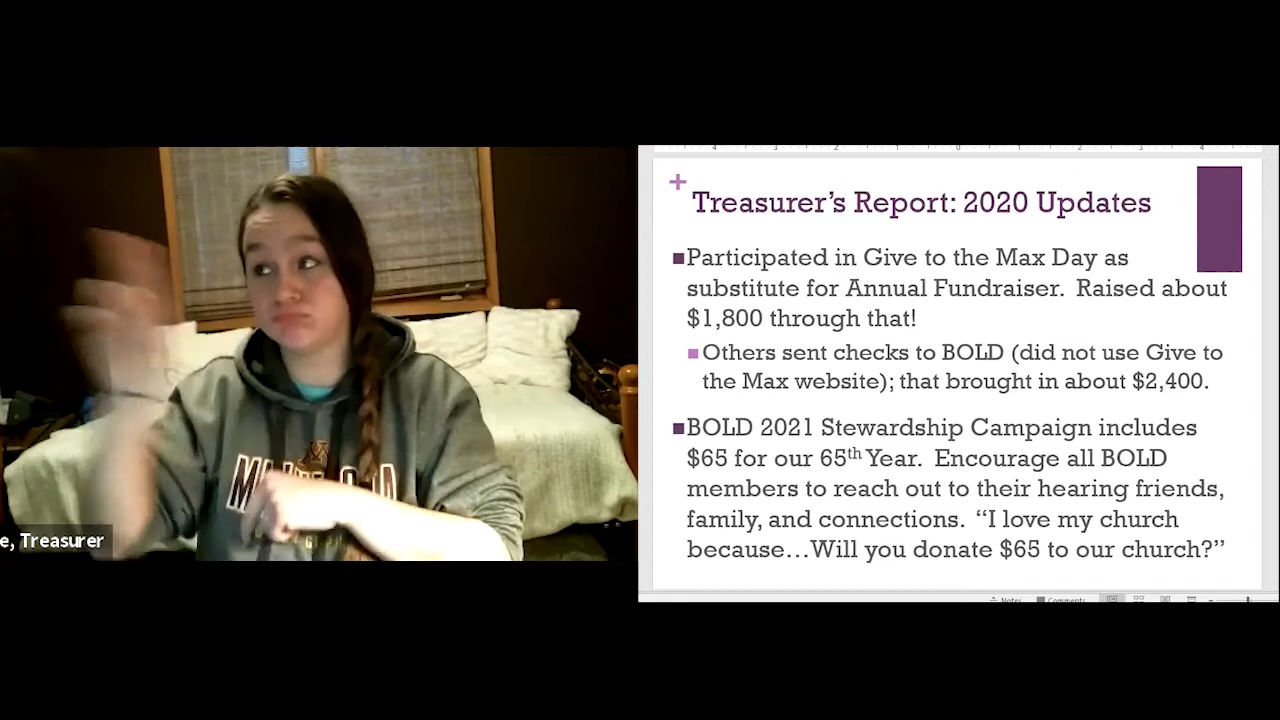 Treasurer’s Report: 2020 Updates
Participated in Give to the Max Day as
substitute for Annual Fundraiser. Raised about
$1,800 through that!
Others sent checks to BOLD (did not use Give to
the Max website); that brought in about $2,400.
BOLD 2021 Stewardship Campaign includes
$65 for our 65th Year. Encourage all BOLD
members to reach out to their hearing friends,
family, and connections. “I love my church
because…Will you donate $65 to our church?”
e, Treasurer
Notes Comments